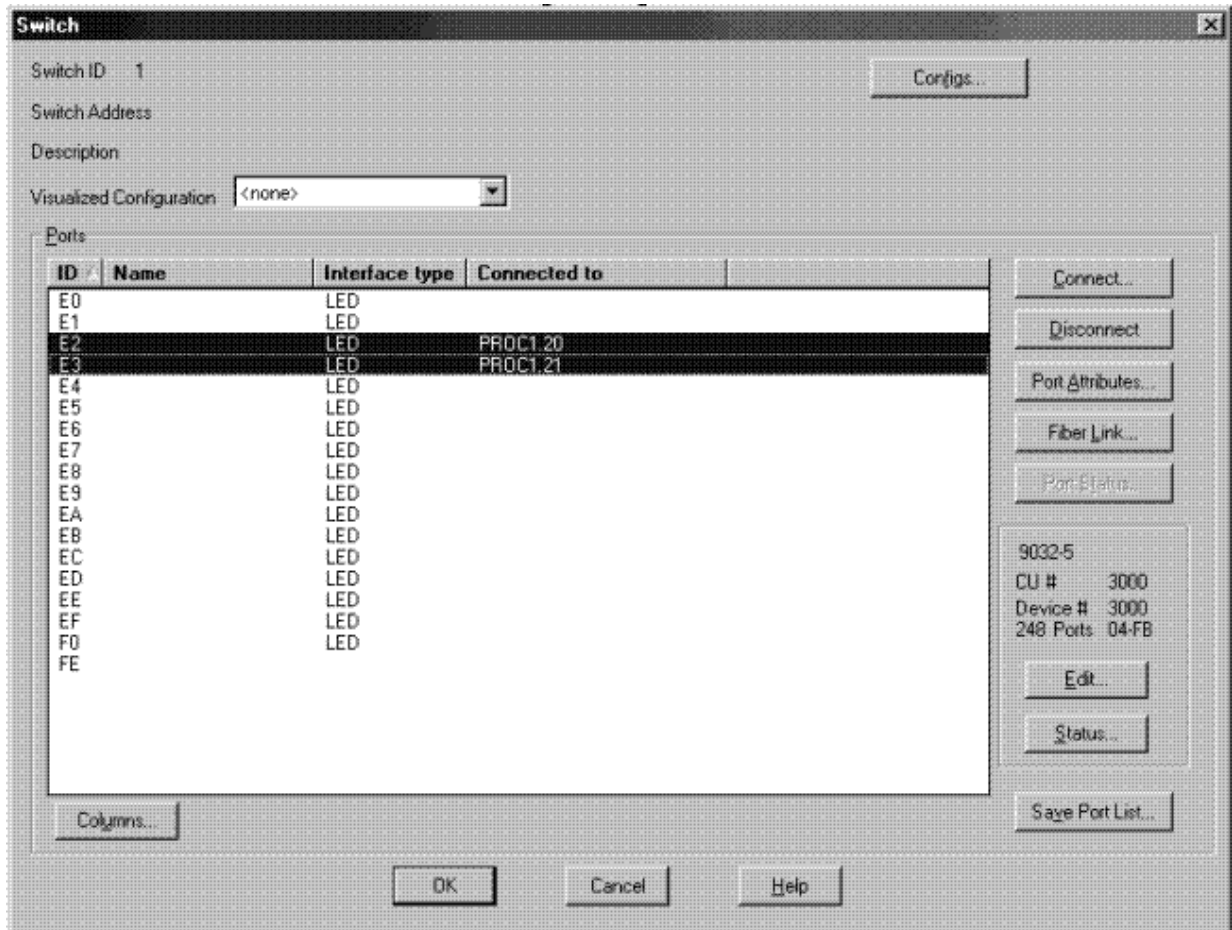 Switch
Switch ID 1
Configs...
Switch Address
Description
Visualized Configuration <none>
Ports
ID Name Interface type Connected to
E0 LED
E1 LED
E2 LED PROC1.20
E3 LED PROC1.21
E4 LED
E5 LED
E6 LED
E7 LED
E8 LED
E9 LED
EA LED
EB LED
EC LED
ED LED
EE LED
EF LED
F0 LED
FE
Connect...
Disconnect
Port Attributes...
Fiber Link...
Port Status...
9032-5
CU # 3000
Device # 3000
248 Ports 04-FB
Edit...
Status...
Save Port List...
Columns...
OK Cancel Help